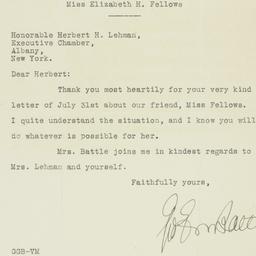 Miss Elizabeth H. Fellows
Honorable Herbert H. Lehman,
Executive Chamber,
Albany,
New York.
Dear Herbert:
Thank you most heartily for your very kind
letter of July 31st about our friend, Miss Fellows.
I quite understand the situation, and I know you will
do whatever is possible for her.
Mrs. Battle joins me in kindest regards to
Mrs. Lehman and yourself.
Faithfully yours,
GGB-VM